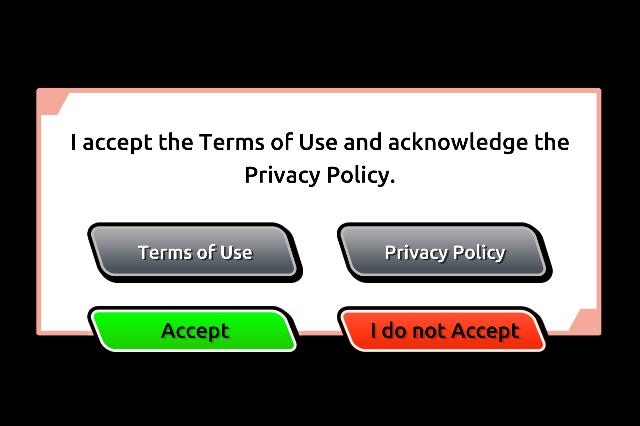 I accept the Terms of Use and acknowledge the
Privacy Policy.
Terms of Use
Privacy Policy
Accept
I do not Accept